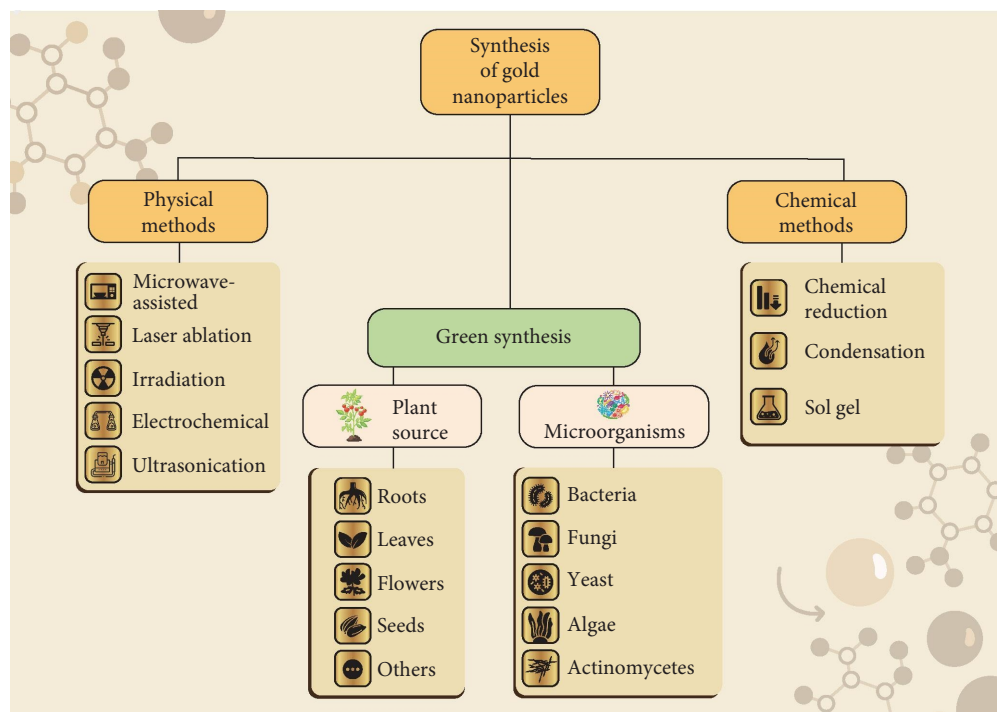 Synthesis
of gold
nanoparticles
Physical
methods
Microwave-
assisted
Laser ablation
Irradiation
Electrochemical
Ultrasonication
Green synthesis
Plant
source
Roots
Leaves
Flowers
Seeds
Others
Microorganisms
Bacteria
Fungi
Yeast
Algae
Actinomycetes
Chemical
methods
Chemical
reduction
Condensation
Sol gel